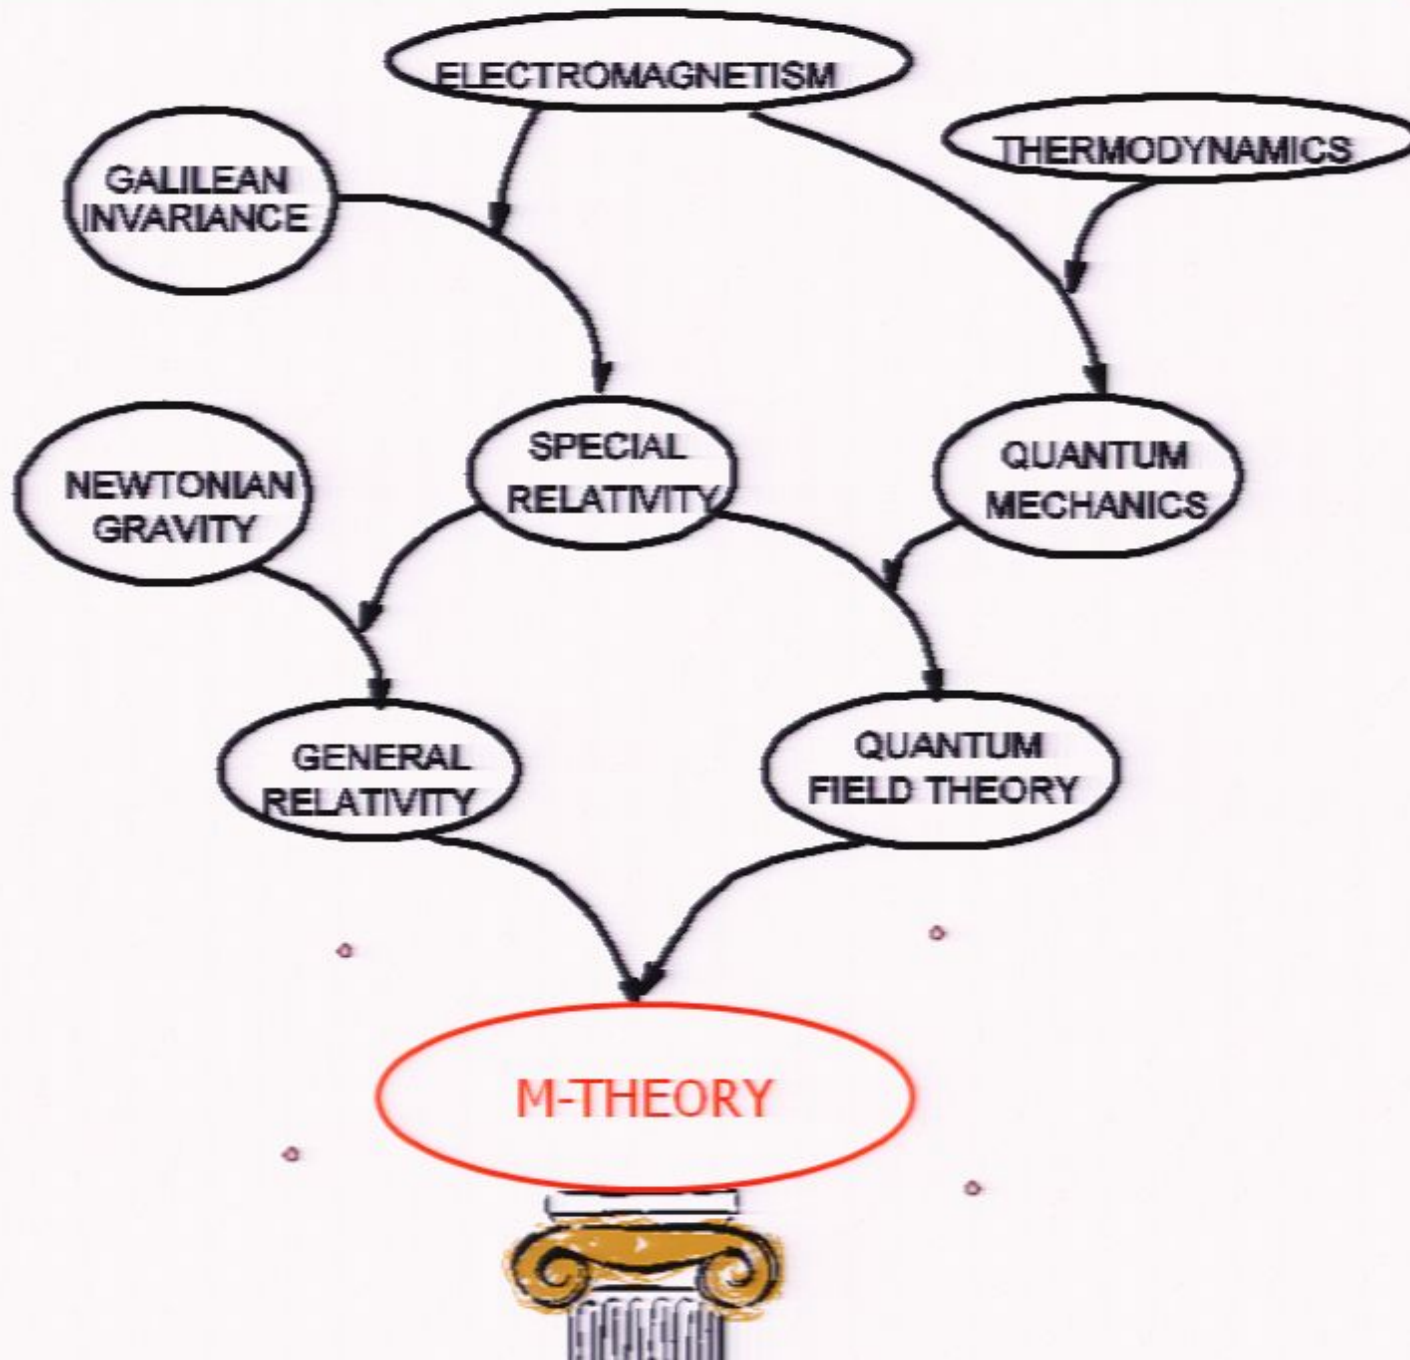 ELECTROMAGNETISM
THERMODYNAMICS
GALILEAN
INVARIANCE
NEWTONIAN
GRAVITY
SPECIAL
RELATIVITY
QUANTUM
MECHANICS
GENERAL
RELATIVITY
QUANTUM
FIELD THEORY
M-THEORY